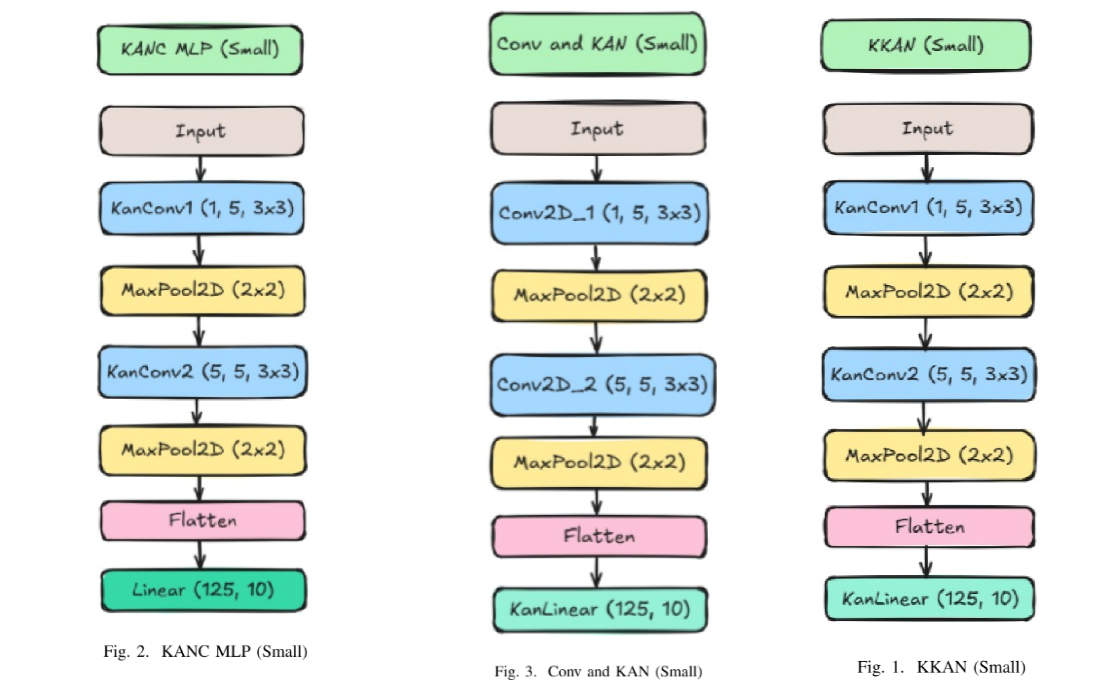 KANC MLP (Small)
Input
KanConv1 (1, 5, 3x3)
MaxPool2D (2x2)
KanConv2 (5, 5, 3x3)
MaxPool2D (2x2)
Flatten
Linear (125, 10)
Fig. 2. KANC MLP (Small)
Conv and KAN (Small)
Input
Conv2D_1 (1, 5, 3x3)
MaxPool2D (2x2)
Conv2D_2 (5, 5, 3x3)
MaxPool2D (2x2)
Flatten
KanLinear (125, 10)
Fig. 3. Conv and KAN (Small)
KKAN (Small)
Input
KanConv1 (1, 5, 3x3)
MaxPool2D (2x2)
KanConv2 (5, 5, 3x3)
MaxPool2D (2x2)
Flatten
KanLinear (125, 10)
Fig. 1. KKAN (Small)